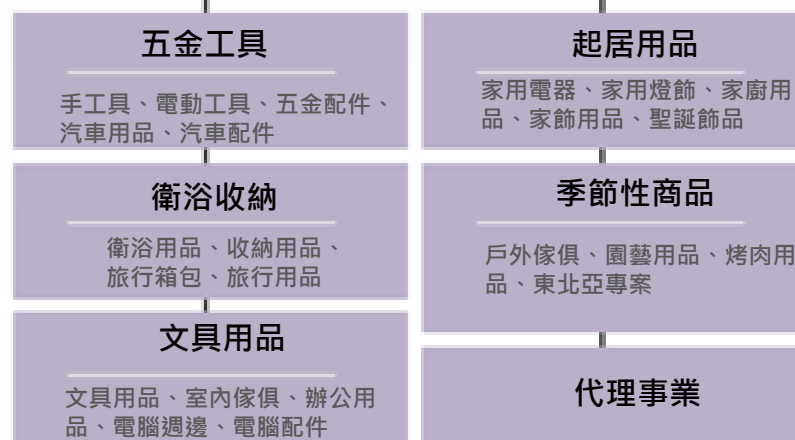 五金工具
手工具、電動工具、五金配件、
汽車用品、汽車配件
衛浴收納
衛浴用品、收納用品、
旅行箱包、旅行用品
文具用品
文具用品、室內傢俱、辦公用
品、電腦週邊、電腦配件
起居用品
家用電器、家用燈飾、家廚用
品、家飾用品、聖誕飾品
季節性商品
戶外傢俱、園藝用品、烤肉用
品、東北亞專案
代理事業